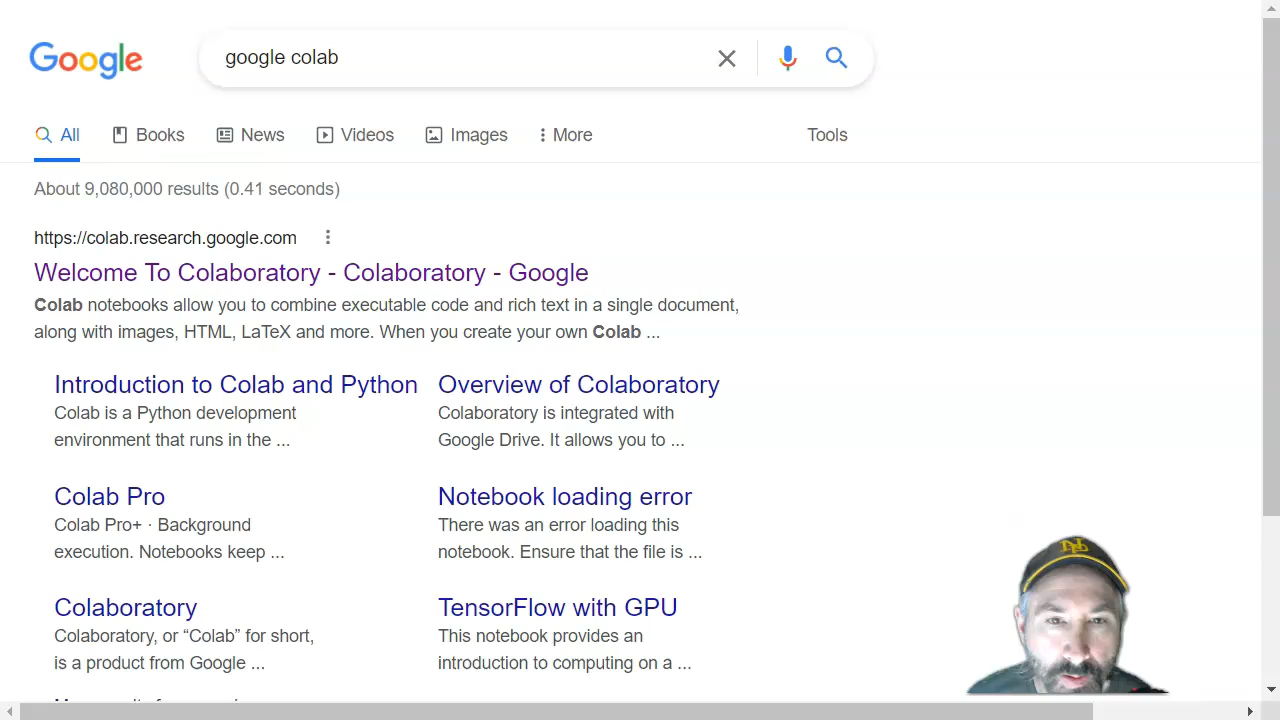 Google
google colab
All
Books
News
Videos
Images
More
Tools
About 9,080,000 results (0.41 seconds)
https://colab.research.google.com
Welcome To Colaboratory - Colaboratory - Google
Colab notebooks allow you to combine executable code and rich text in a single document,
along with images, HTML, LaTeX and more. When you create your own Colab ...
Introduction to Colab and Python
Colab is a Python development
environment that runs in the ...
Overview of Colaboratory
Colaboratory is integrated with
Google Drive. It allows you to ...
Colab Pro
Colab Pro+ · Background
execution. Notebooks keep ...
Notebook loading error
There was an error loading this
notebook. Ensure that the file is ...
Colaboratory
Colaboratory, or “Colab” for short,
is a product from Google ...
TensorFlow with GPU
This notebook provides an
introduction to computing on a ...